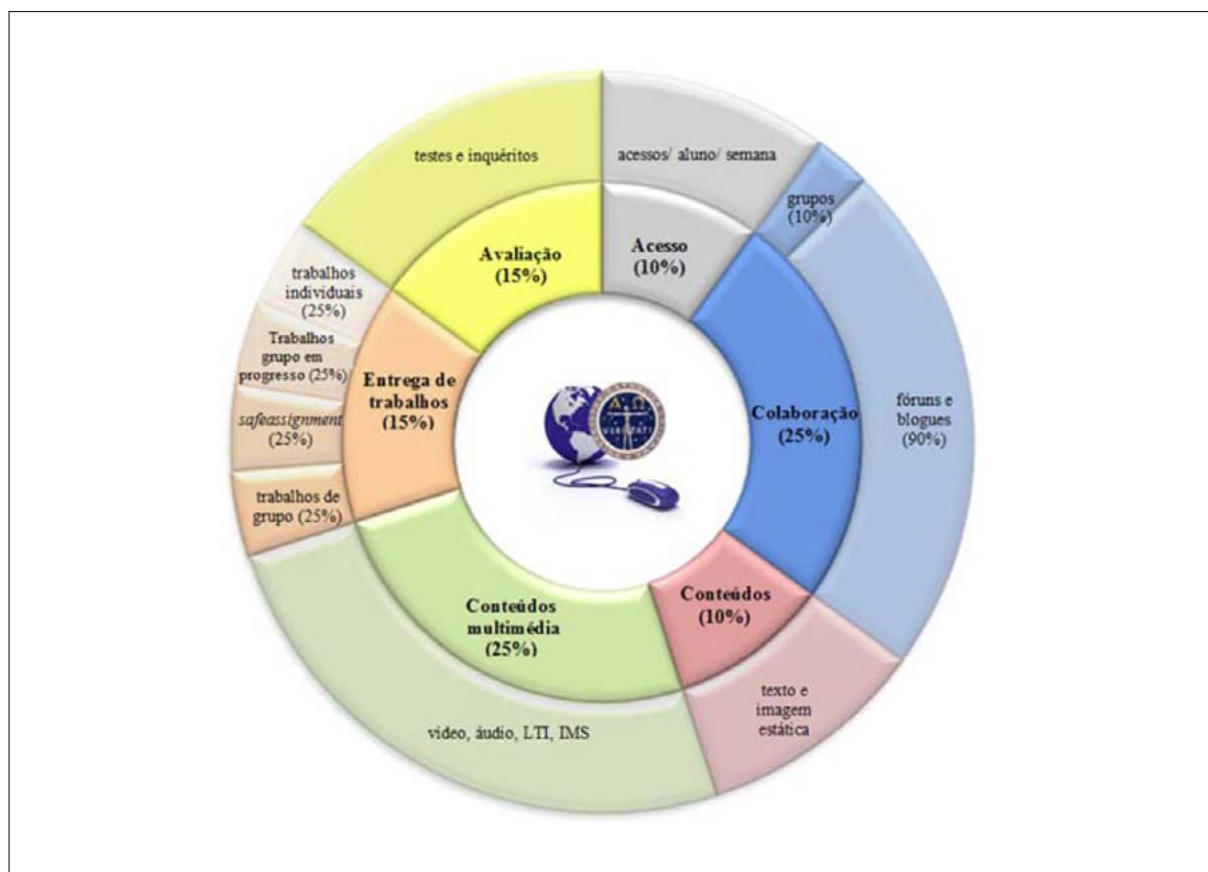 testes e inquéritos
acessos/ aluno/ semana
grupos
(10%)
Avaliação
(15%)
Acesso
(10%)
trabalhos
individuais
(25%)
Trabalhos
grupo em
progresso (25%)
safeassignment
(25%)
trabalhos de
grupo (25%)
Entrega de
trabalhos
(15%)
Colaboração
(25%)
fóruns e
blogues
(90%)
Conteúdos
multimédia
(25%)
Conteúdos
(10%)
vídeo, áudio, LTI, IMS
texto e
imagem
estática